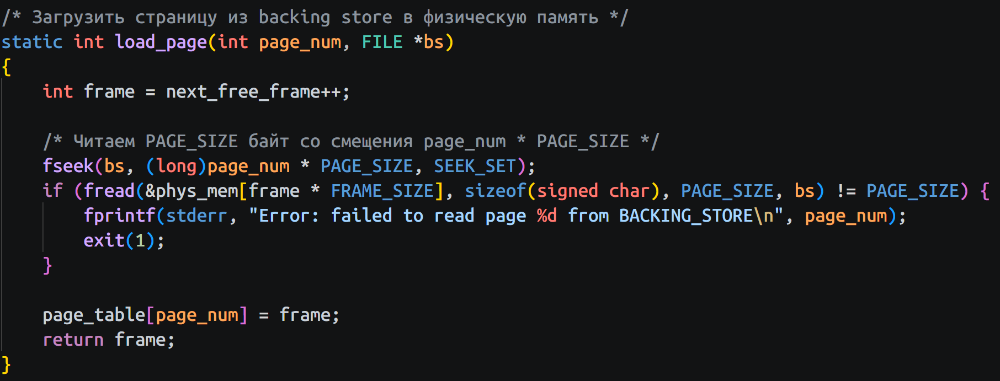 /* Загрузить страницу из backing store в физическую память */
static int load_page(int page_num, FILE *bs)
{
    int frame = next_free_frame++;

    /* Читаем PAGE_SIZE байт со смещения page_num * PAGE_SIZE */
    fseek(bs, (long)page_num * PAGE_SIZE, SEEK_SET);
    if (fread(&phys_mem[frame * FRAME_SIZE], sizeof(signed char), PAGE_SIZE, bs) != PAGE_SIZE) {
        fprintf(stderr, "Error: failed to read page %d from BACKING_STORE\n", page_num);
        exit(1);
    }

    page_table[page_num] = frame;
    return frame;
}